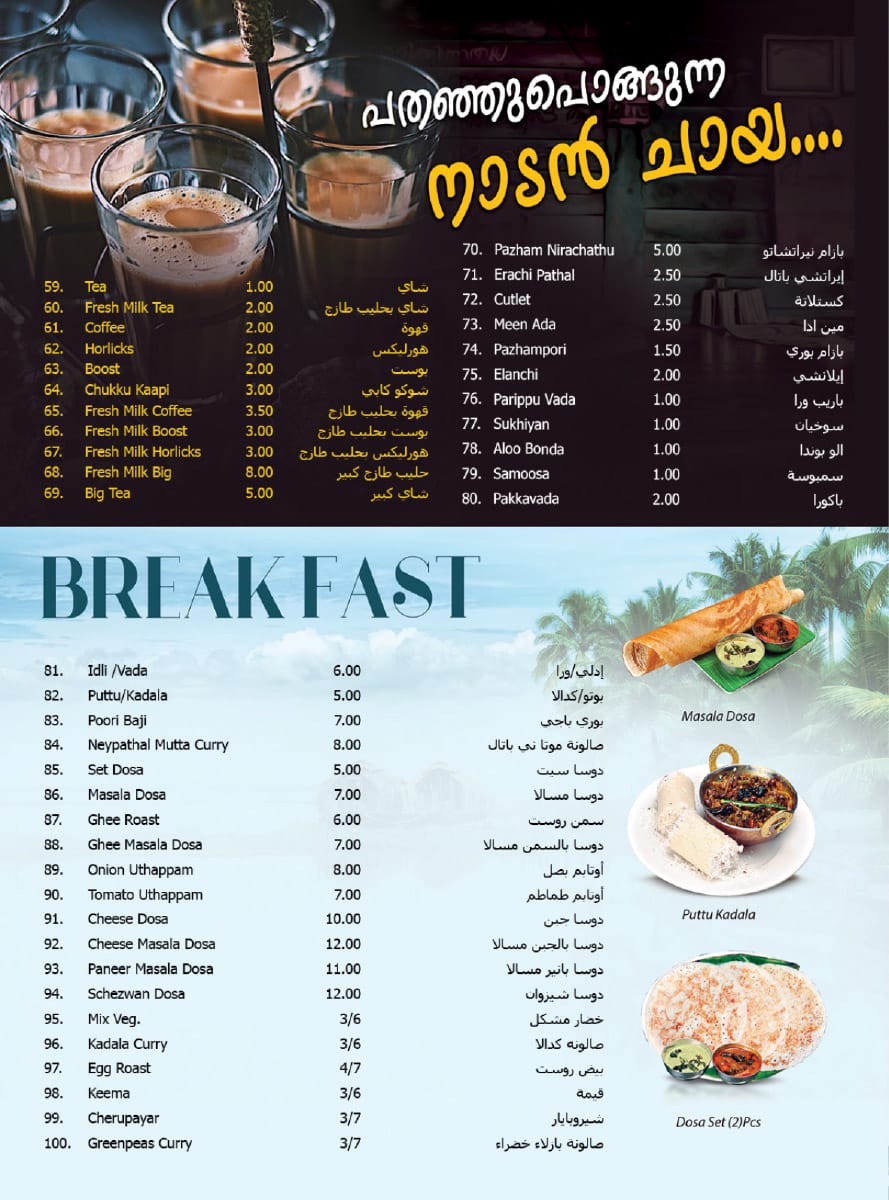 പതഞ്ഞുപൊങ്ങുന്ന
നാടൻ ചായ....
59. Tea 1.00 شاي
60. Fresh Milk Tea 2.00 شاي بحليب طازج
61. Coffee 2.00 قهوة
62. Horlicks 2.00 هورليكس
63. Boost 2.00 بوست
64. Chukku Kaapi 3.00 شوكو كابي
65. Fresh Milk Coffee 3.50 قهوة بحليب طازج
66. Fresh Milk Boost 3.00 بوست بحليب طازج
67. Fresh Milk Horlicks 3.00 هورليكس بحليب طازج
68. Fresh Milk Big 8.00 حليب طازج كبير
69. Big Tea 5.00 شاي كبير
70. Pazham Nirachathu 5.00 بازام نيراتشاتو
71. Erachi Pathal 2.50 إيراتشي باتال
72. Cutlet 2.50 كستلاتة
73. Meen Ada 2.50 مين ادا
74. Pazhampori 1.50 بازام بوري
75. Elanchi 2.00 إيلانشي
76. Parippu Vada 1.00 باريب ورا
77. Sukhiyan 1.00 سوخيان
78. Aloo Bonda 1.00 الو بوندا
79. Samoosa 1.00 سمبوسة
80. Pakkavada 2.00 باكورا
BREAKFAST
81. Idli /Vada 6.00 إدلي/ورا
82. Puttu/Kadala 5.00 بوتو/كدالا
83. Poori Baji 7.00 بوري باجي
84. Neypathal Mutta Curry 8.00 صالونة موتا ني باتال
85. Set Dosa 5.00 دوسا سيت
86. Masala Dosa 7.00 دوسا مسالا
87. Ghee Roast 6.00 سمن روست
88. Ghee Masala Dosa 7.00 دوسا بالسمن مسالا
89. Onion Uthappam 8.00 أوتابم بصل
90. Tomato Uthappam 7.00 أوتابم طماطم
91. Cheese Dosa 10.00 دوسا جبن
92. Cheese Masala Dosa 12.00 دوسا بالجبن مسالا
93. Paneer Masala Dosa 11.00 دوسا بانير مسالا
94. Schezwan Dosa 12.00 دوسا شيزوان
95. Mix Veg. 3/6 خضار مشكل
96. Kadala Curry 3/6 صالونه كدالا
97. Egg Roast 4/7 بيض روست
98. Keema 3/6 قيمة
99. Cherupayar 3/7 شيروبايار
100. Greenpeas Curry 3/7 صالونة بازلاء خضراء
Masala Dosa
Puttu Kadala
Dosa Set (2)Pcs